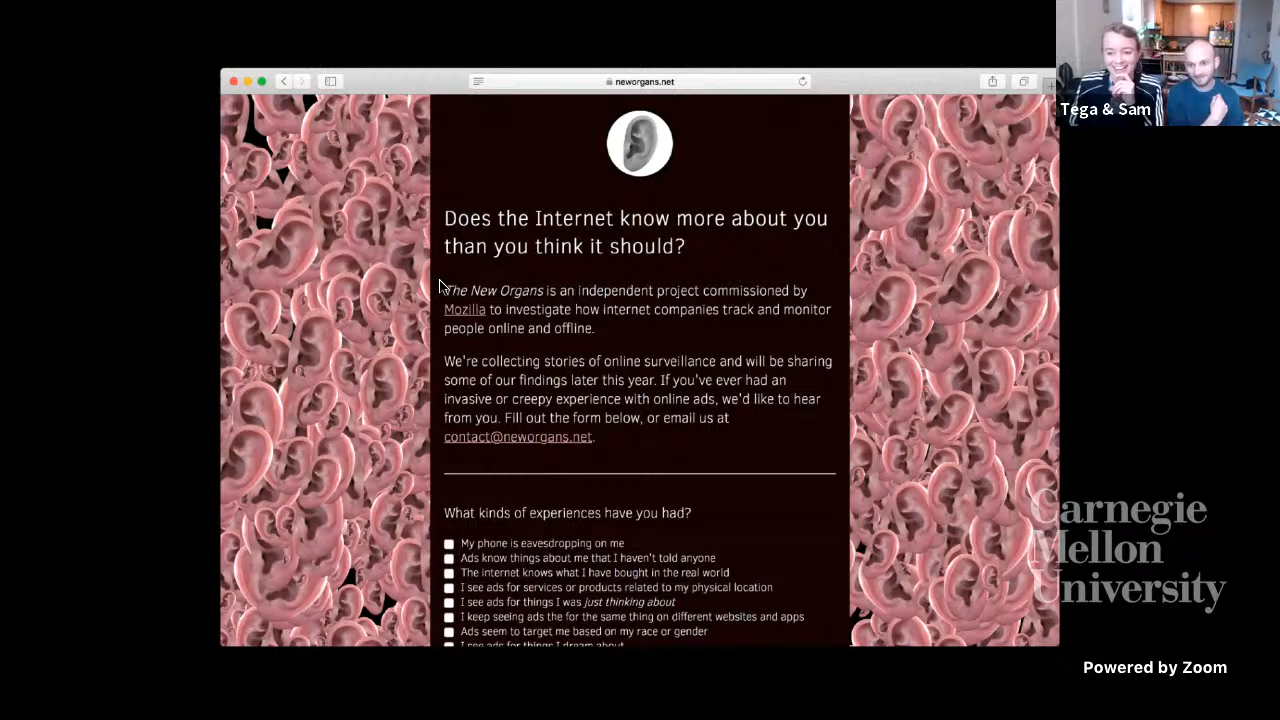 neworgans.net
Tega & Sam
Does the Internet know more about you
than you think it should?
The New Organs is an independent project commissioned by
Mozilla to investigate how internet companies track and monitor
people online and offline.
We're collecting stories of online surveillance and will be sharing
some of our findings later this year. If you've ever had an
invasive or creepy experience with online ads, we'd like to hear
from you. Fill out the form below, or email us at
contact@neworgans.net.
What kinds of experiences have you had?
My phone is eavesdropping on me
Ads know things about me that I haven't told anyone
The internet knows what I have bought in the real world
I see ads for services or products related to my physical location
I see ads for things I was just thinking about
I keep seeing ads the for the same thing on different websites and apps
Ads seem to target me based on my race or gender
I see ads for things I dream about
Carnegie
Mellon
University
Powered by Zoom